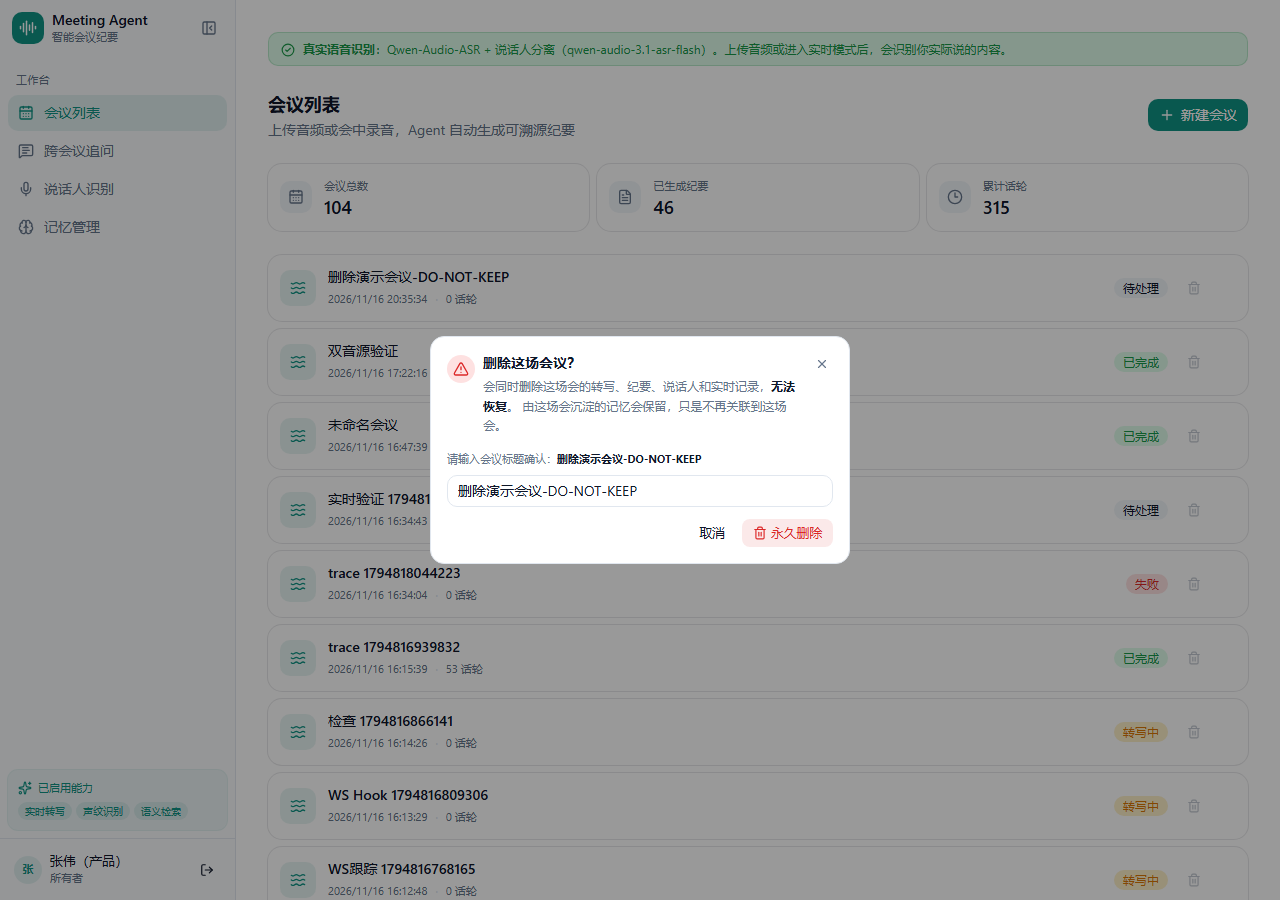 Meeting Agent
智能会议纪要
工作台
会议列表
跨会议追问
说话人识别
记忆管理
已启用能力
实时转写 声纹识别 语义检索
张 张伟（产品）
所有者
真实语音识别：Qwen-Audio-ASR + 说话人分离（qwen-audio-3.1-asr-flash）。上传音频或进入实时模式后，会识别你实际说的内容。
会议列表
上传音频或会中录音，Agent 自动生成可溯源纪要
+ 新建会议
会议总数
104
已生成纪要
46
累计话轮
315
删除演示会议-DO-NOT-KEEP
2026/11/16 20:35:34 · 0 话轮
待处理
双音源验证
2026/11/16 17:22:16
已完成
未命名会议
2026/11/16 16:47:39
已完成
实时验证 179481
2026/11/16 16:34:43
待处理
trace 1794818044223
2026/11/16 16:34:04 · 0 话轮
失败
trace 1794816939832
2026/11/16 16:15:39 · 53 话轮
已完成
检查 1794816866141
2026/11/16 16:14:26 · 0 话轮
转写中
WS Hook 1794816809306
2026/11/16 16:13:29 · 0 话轮
转写中
WS跟踪 1794816768165
2026/11/16 16:12:48 · 0 话轮
转写中
删除这场会议？
会同时删除这场会的转写、纪要、说话人和实时记录，无法
恢复。 由这场会沉淀的记忆会保留，只是不再关联到这场
会。
请输入会议标题确认：删除演示会议-DO-NOT-KEEP
删除演示会议-DO-NOT-KEEP
取消
永久删除